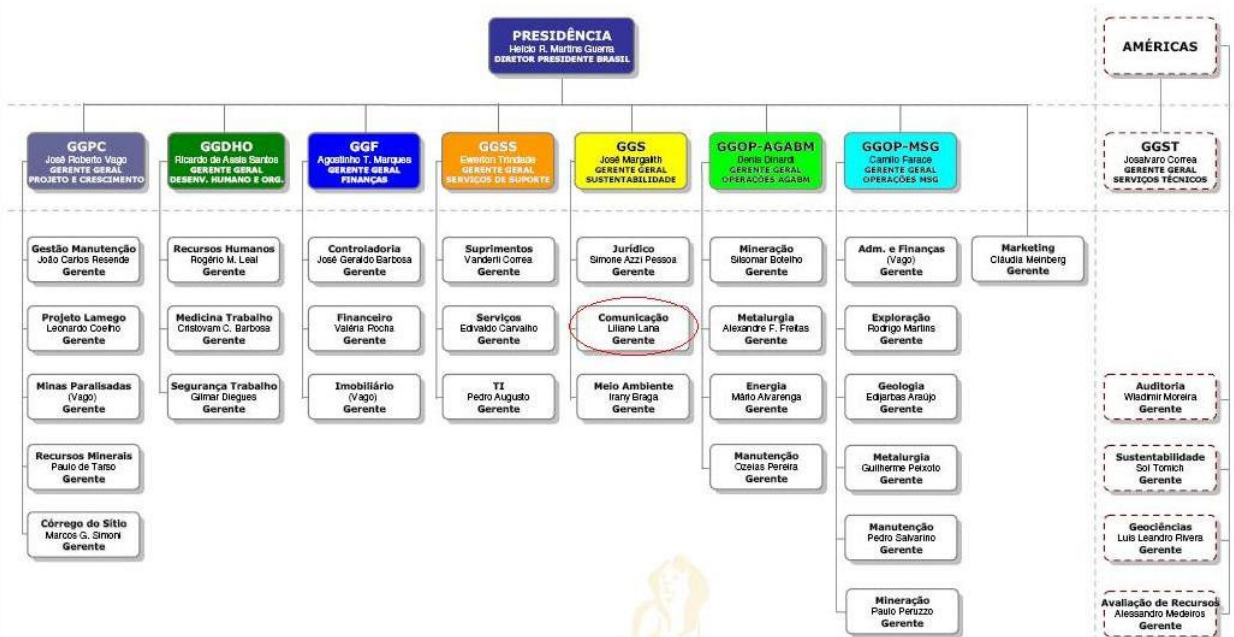 PRESIDÊNCIA
Helcio R. Martins Guerra
DIRETOR PRESIDENTE BRASIL
AMÉRICAS
GGPC
José Roberto Vago
GERENTE GERAL
PROJETO E CRESCIMENTO
GGDHO
Ricardo de Assis Santos
GERENTE GERAL
DESENV. HUMANO E ORG.
GGF
Agostinho T. Marques
GERENTE GERAL
FINANÇAS
GGSS
Ewerton Trindade
GERENTE GERAL
SERVIÇOS DE SUPORTE
GGS
José Margalith
GERENTE GERAL
SUSTENTABILIDADE
GGOP-AGABM
Denis Dinardi
GERENTE GERAL
OPERAÇÕES AGABM
GGOP-MSG
Camilo Farace
GERENTE GERAL
OPERAÇÕES MSG
GGST
Josalvaro Correa
GERENTE GERAL
SERVIÇOS TÉCNICOS
Gestão Manutenção
João Carlos Resende
Gerente
Recursos Humanos
Rogério M. Leal
Gerente
Controladoria
José Geraldo Barbosa
Gerente
Suprimentos
Vanderli Correa
Gerente
Jurídico
Simone Azzi Pessoa
Gerente
Mineração
Silsomar Botelho
Gerente
Adm. e Finanças
(Vago)
Gerente
Marketing
Cláudia Meinberg
Gerente
Projeto Lamego
Leonardo Coelho
Gerente
Medicina Trabalho
Cristovam C. Barbosa
Gerente
Financeiro
Valéria Rocha
Gerente
Serviços
Edivaldo Carvalho
Gerente
Comunicação
Liliane Lana
Gerente
Metalurgia
Alexandre F. Freitas
Gerente
Exploração
Rodrigo Martins
Gerente
Minas Paralisadas
(Vago)
Gerente
Segurança Trabalho
Gilmar Diegues
Gerente
Imobiliário
(Vago)
Gerente
TI
Pedro Augusto
Gerente
Meio Ambiente
Irany Braga
Gerente
Energia
Mário Alvarenga
Gerente
Geologia
Edijarbas Araújo
Gerente
Auditoria
Wladimir Moreira
Gerente
Recursos Minerais
Paulo de Tarso
Gerente
Manutenção
Ozeias Pereira
Gerente
Metalurgia
Guilherme Peixoto
Gerente
Sustentabilidade
Sol Tomich
Gerente
Córrego do Sítio
Marcos G. Simoni
Gerente
Manutenção
Pedro Salvarino
Gerente
Geociências
Luis Leandro Rivera
Gerente
Mineração
Paulo Peruzzo
Gerente
Avaliação de Recursos
Alessandro Medeiros
Gerente